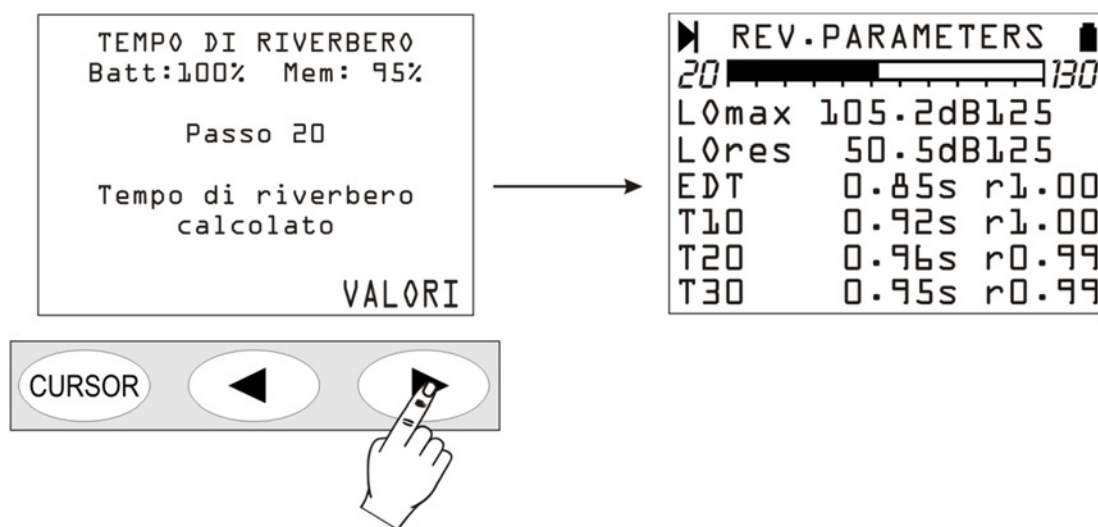 TEMPO DI RIVERBERO
Batt:100% Mem: 95%
Passo 20
Tempo di riverbero
calcolato
VALORI
CURSOR
REV.PARAMETERS
20 130
L0max 105.2dB125
L0res 50.5dB125
EDT 0.85s r1.00
T10 0.92s r1.00
T20 0.96s r0.99
T30 0.95s r0.99